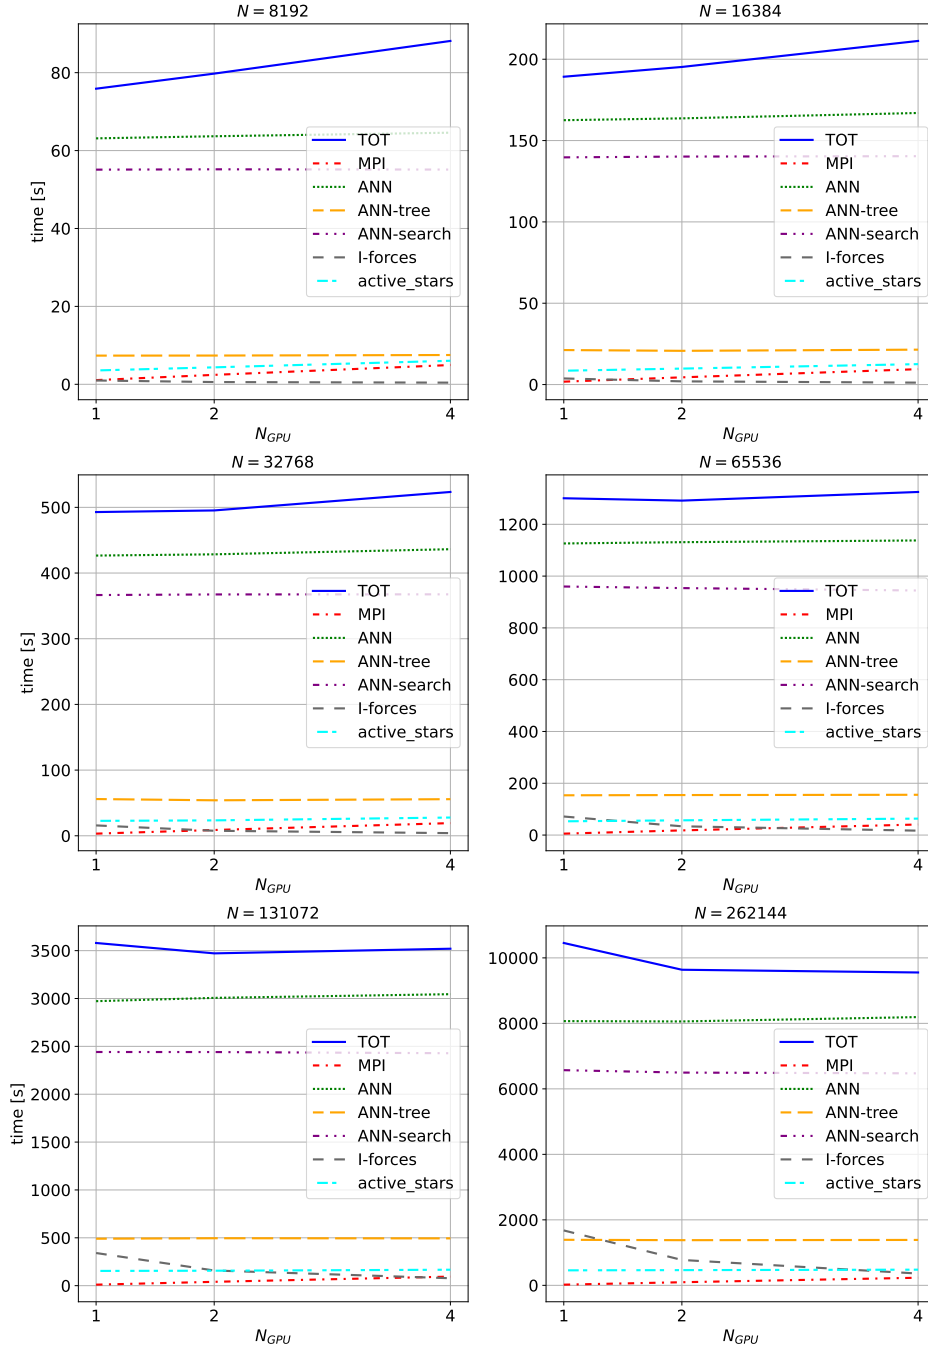 N = 8192
80
60
40
20
0
time [s]
TOT
MPI
ANN
ANN-tree
ANN-search
I-forces
active_stars
1
2
4
N_GPU
N = 16384
200
150
100
50
0
TOT
MPI
ANN
ANN-tree
ANN-search
I-forces
active_stars
1
2
4
N_GPU
N = 32768
500
400
300
200
100
0
time [s]
TOT
MPI
ANN
ANN-tree
ANN-search
I-forces
active_stars
1
2
4
N_GPU
N = 65536
1200
1000
800
600
400
200
0
TOT
MPI
ANN
ANN-tree
ANN-search
I-forces
active_stars
1
2
4
N_GPU
N = 131072
3500
3000
2500
2000
1500
1000
500
0
time [s]
TOT
MPI
ANN
ANN-tree
ANN-search
I-forces
active_stars
1
2
4
N_GPU
N = 262144
10000
8000
6000
4000
2000
0
TOT
MPI
ANN
ANN-tree
ANN-search
I-forces
active_stars
1
2
4
N_GPU